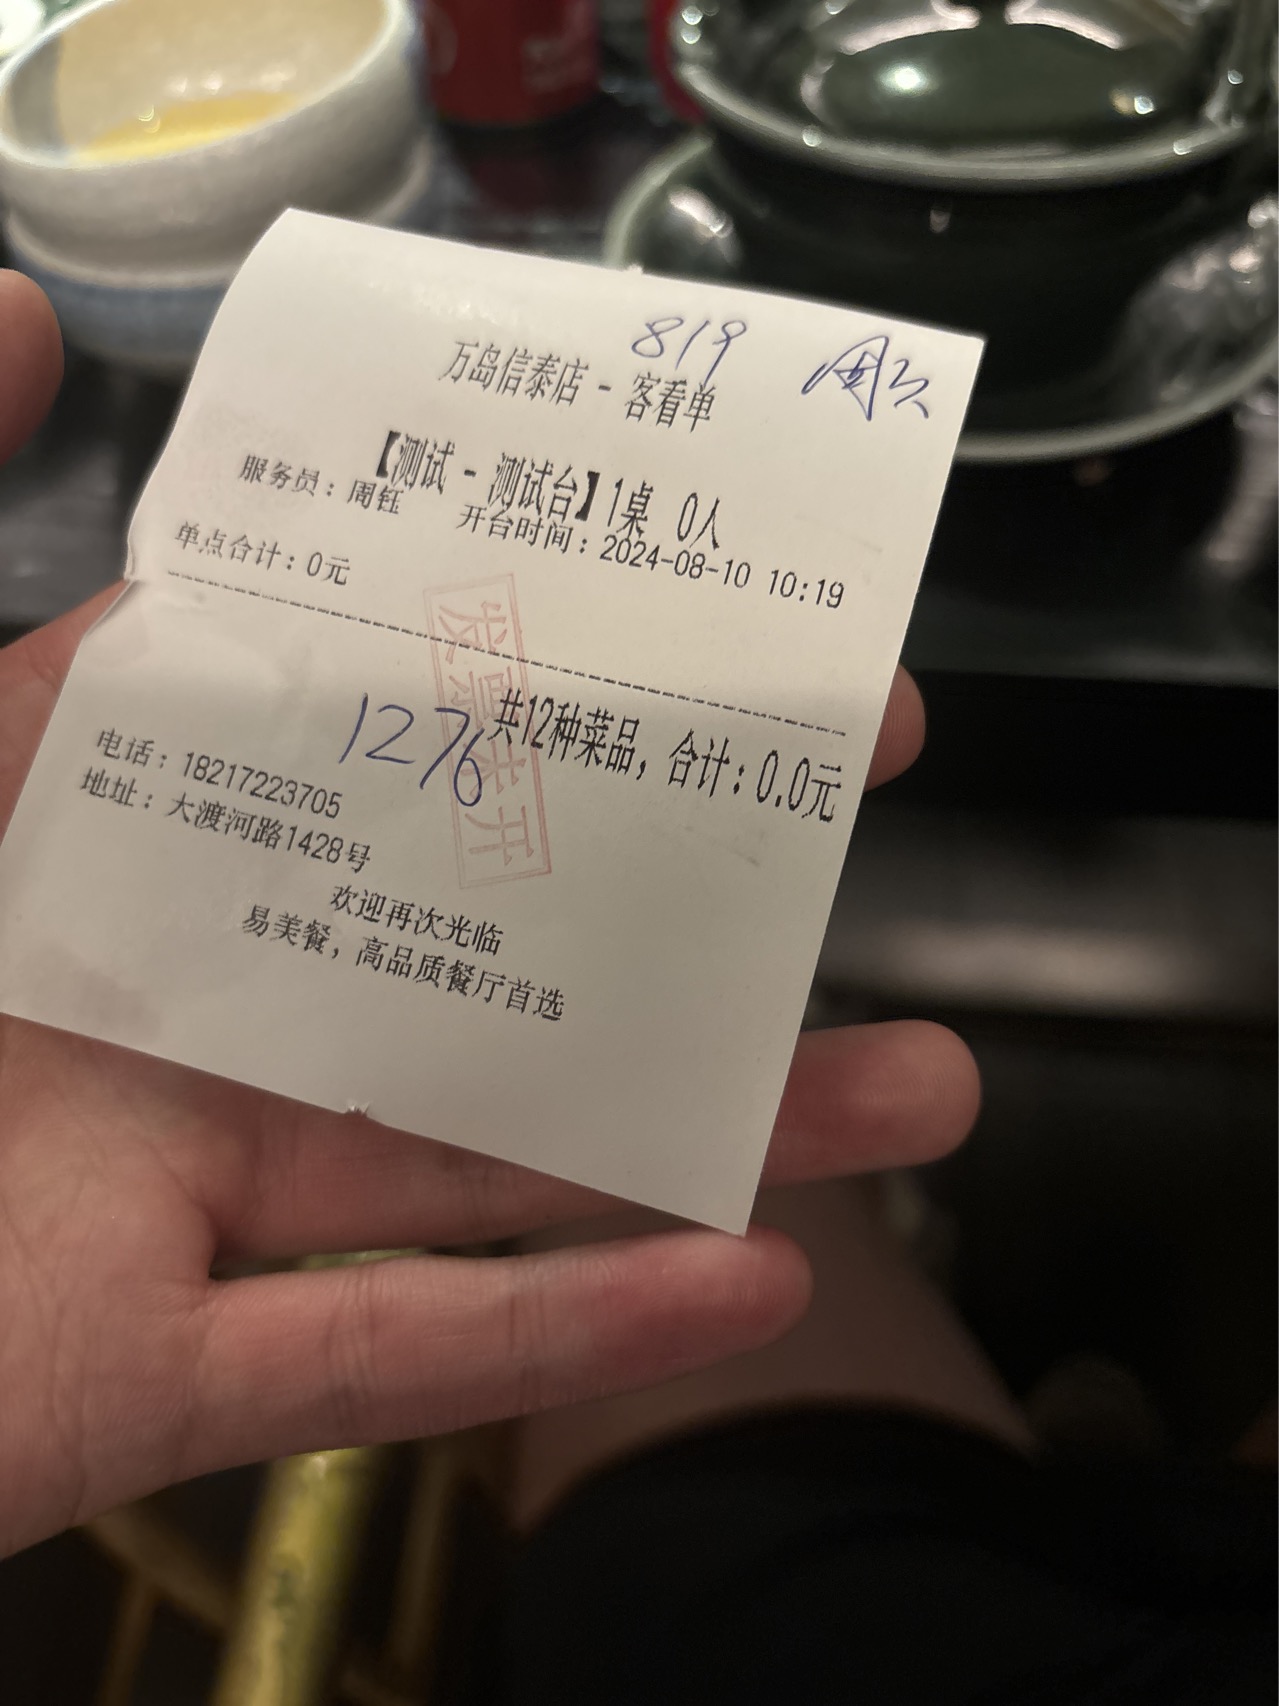 819
万岛信泰店 - 客看单
【测试 - 测试台】1桌 0人
服务员：周钰 开台时间：2024-08-10 10:19
单点合计：0元
共12种菜品，合计：0.0元
1276
发票未开
电话：18217223705
地址：大渡河路1428号
欢迎再次光临
易美餐，高品质餐厅首选